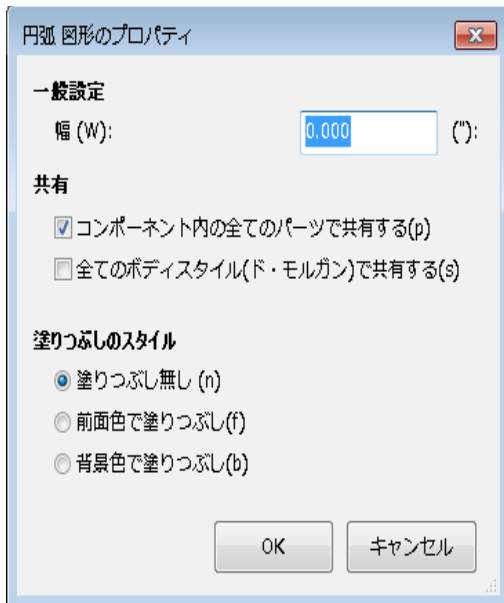 円弧 図形のプロパティ
一般設定
幅 (W): 0.000 ("):
共有
コンポーネント内の全てのパーツで共有する(p)
全てのボディスタイル(ド・モルガン)で共有する(s)
塗りつぶしのスタイル
塗りつぶし無し (n)
前面色で塗りつぶし(f)
背景色で塗りつぶし(b)
OK キャンセル